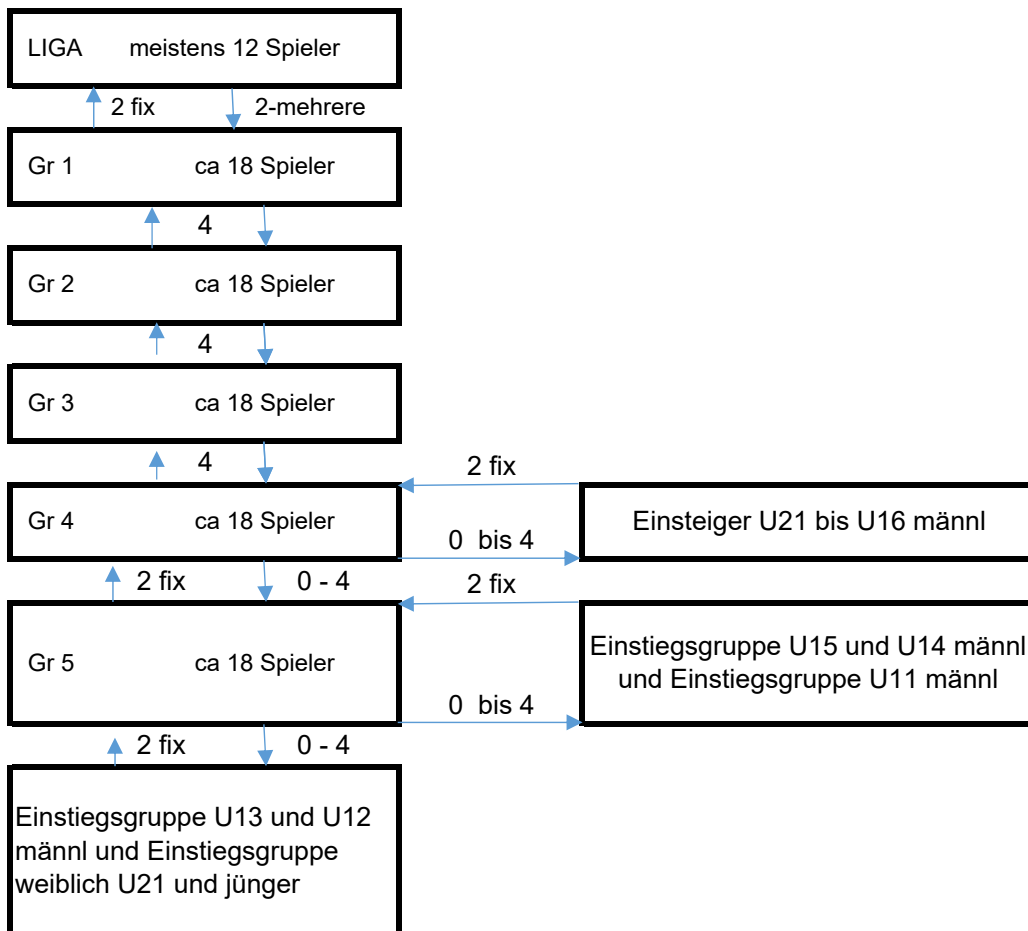 LIGA meistens 12 Spieler
2 fix 2-mehrere
Gr 1 ca 18 Spieler
4
Gr 2 ca 18 Spieler
4
Gr 3 ca 18 Spieler
4
2 fix
Gr 4 ca 18 Spieler
Einsteiger U21 bis U16 männl
0 bis 4
2 fix 0 - 4
2 fix
Gr 5 ca 18 Spieler
Einstiegsgruppe U15 und U14 männl
und Einstiegsgruppe U11 männl
0 bis 4
2 fix 0 - 4
Einstiegsgruppe U13 und U12
männl und Einstiegsgruppe
weiblich U21 und jünger